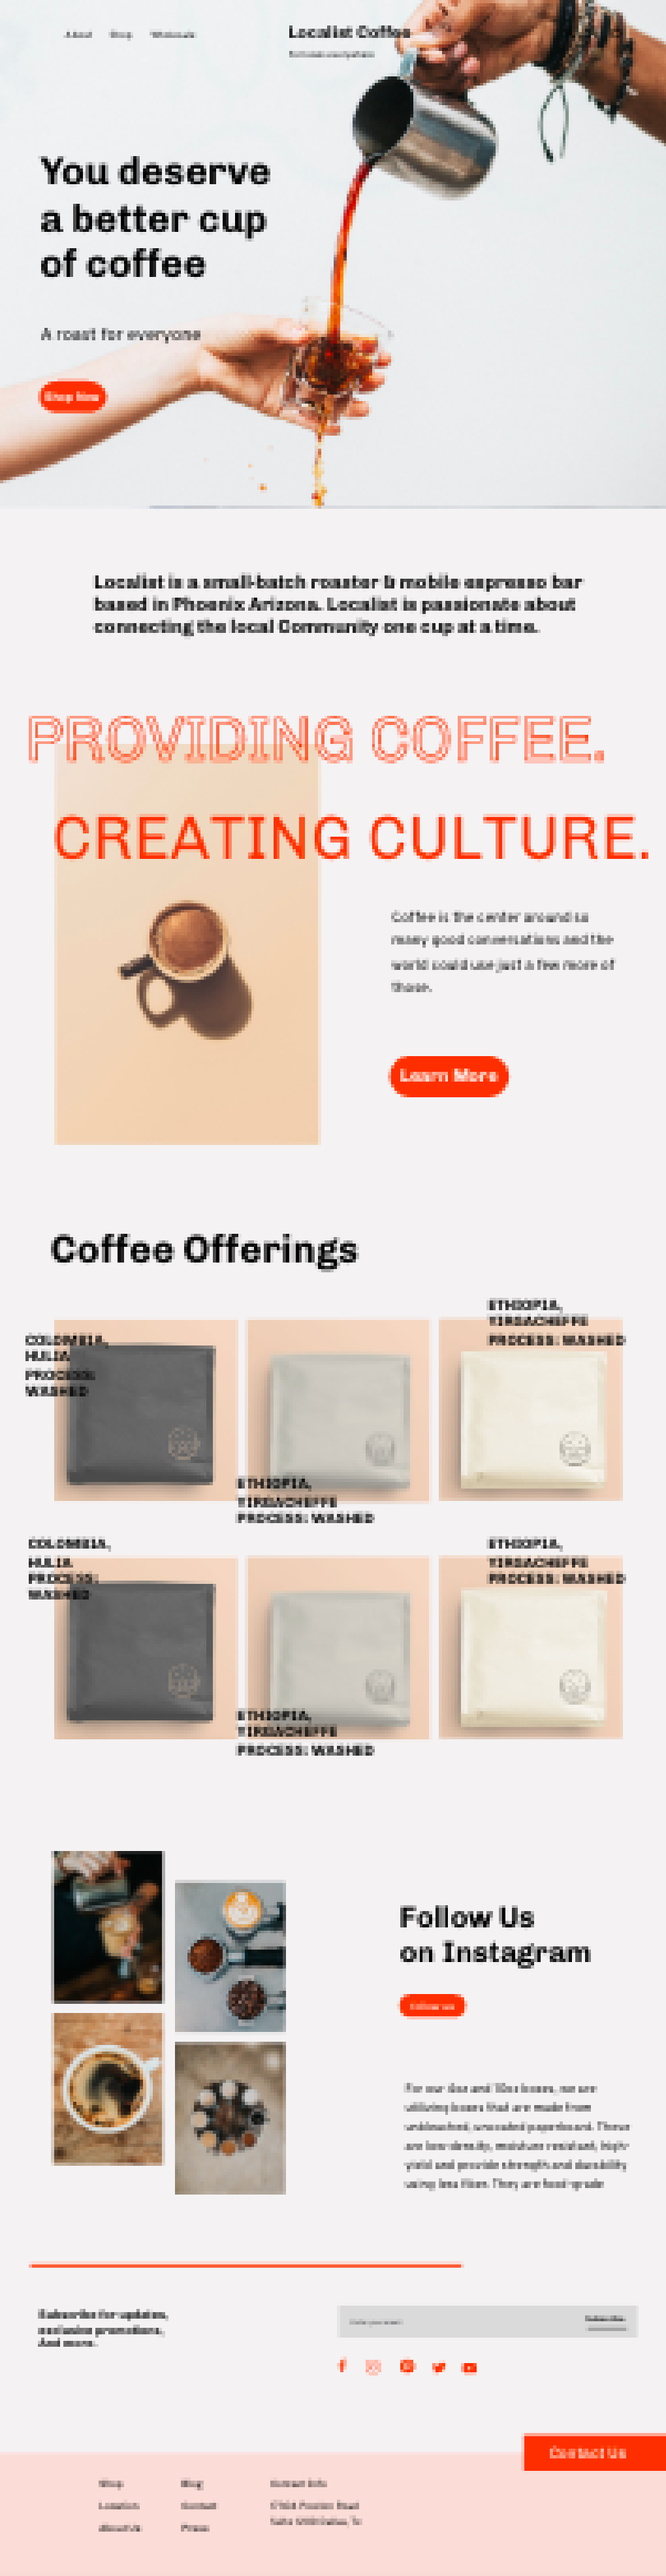 About Shop Wholesale
Localist Coffee
You deserve
a better cup
of coffee
A roast for everyone
Shop Now
Localist is a small-batch roaster & mobile espresso bar
based in Phoenix Arizona. Localist is passionate about
connecting the local Community one cup at a time.
PROVIDING COFFEE.
CREATING CULTURE.
Coffee is the center around so
many good conversations and the
world could use just a few more of
those.
Learn More
Coffee Offerings
COLOMBIA,
HULIA
PROCESS:
WASHED
ETHIOPIA,
YIRGACHEFFE
PROCESS: WASHED
ETHIOPIA,
YIRGACHEFFE
PROCESS: WASHED
COLOMBIA,
HULIA
PROCESS:
WASHED
ETHIOPIA,
YIRGACHEFFE
PROCESS: WASHED
ETHIOPIA,
YIRGACHEFFE
PROCESS: WASHED
Follow Us
on Instagram
Follow us
For our 4oz and 10oz boxes, we are
utilizing boxes that are made from
unbleached, uncoated paperboard. These
are low-density, moisture resistant, high-
yield and provide strength and durability
using less fiber. They are food-grade
Subscribe for updates,
exclusive promotions,
And more.
Enter your email
Subscribe
Contact Us
Shop Blog Contact Info
Location Contact
About Us Press